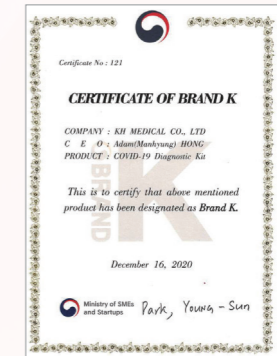 Certificate No : 121
CERTIFICATE OF BRAND K
COMPANY : KH MEDICAL CO., LTD
C E O : Adam(Manhyung) HONG
PRODUCT : COVID-19 Diagnostic Kit
This is to certify that above mentioned
product has been designated as Brand K.
BRAND K
December 16, 2020
Ministry of SMEs
and Startups
Park, Young-Sun